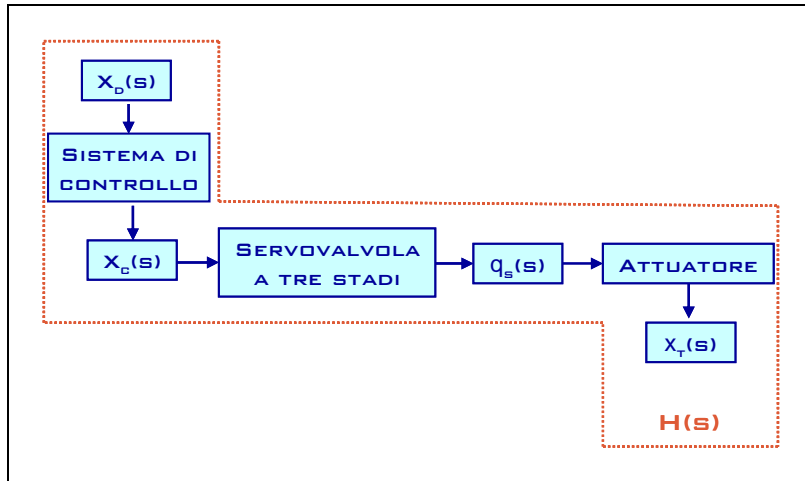 X_D(s)
Sistema di
controllo
X_C(s)
Servovalvola
a tre stadi
q_s(s)
Attuatore
X_T(s)
H(s)